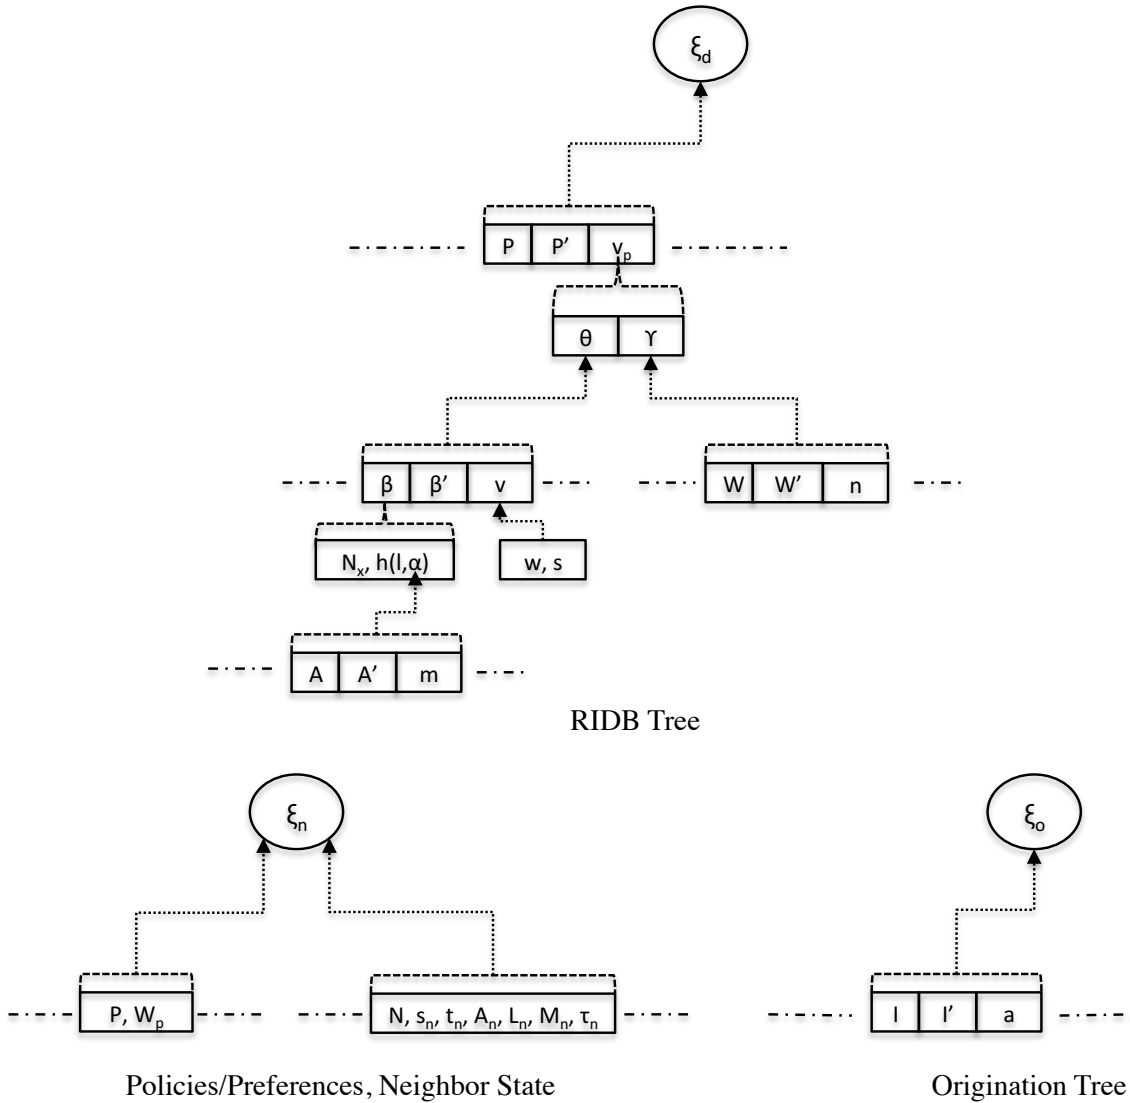 ξd
P P’ vp
θ ϒ
β β’ v W W’ n
Nx, h(l,α) w, s
A A’ m
RIDB Tree
ξn ξo
P, Wp N, sn, tn, An, Ln, Mn, τn I I’ a
Policies/Preferences, Neighbor State Origination Tree